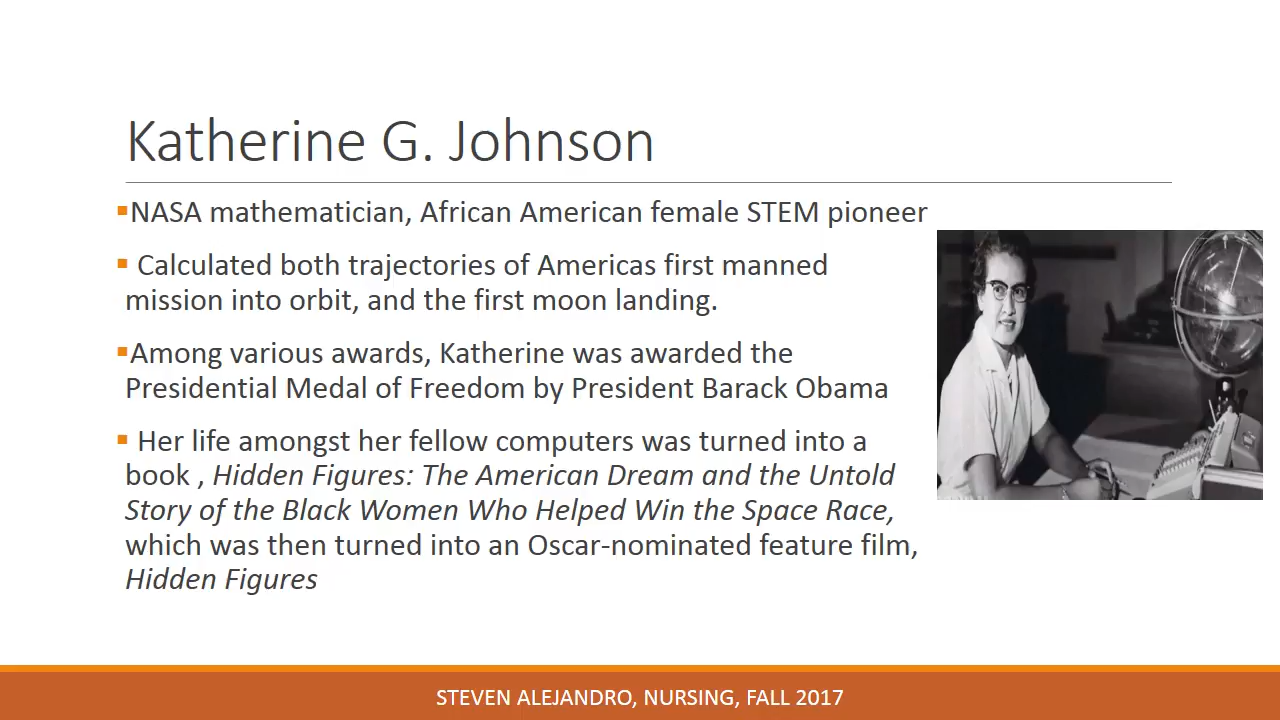 Katherine G. Johnson
▪NASA mathematician, African American female STEM pioneer
▪ Calculated both trajectories of Americas first manned
mission into orbit, and the first moon landing.
▪Among various awards, Katherine was awarded the
Presidential Medal of Freedom by President Barack Obama
▪ Her life amongst her fellow computers was turned into a
book , Hidden Figures: The American Dream and the Untold
Story of the Black Women Who Helped Win the Space Race,
which was then turned into an Oscar-nominated feature film,
Hidden Figures
STEVEN ALEJANDRO, NURSING, FALL 2017